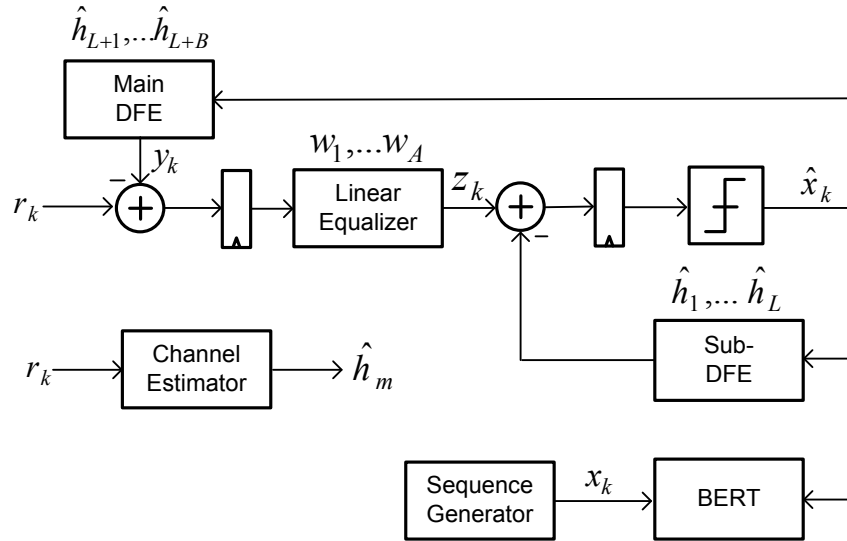 ĥ_{L+1},...ĥ_{L+B}
Main
DFE
−
y_k
w_1,...w_A
r_k
+
Linear
Equalizer
z_k
+
−
x̂_k
ĥ_1,... ĥ_L
r_k
Channel
Estimator
ĥ_m
Sub-
DFE
Sequence
Generator
x_k
BERT